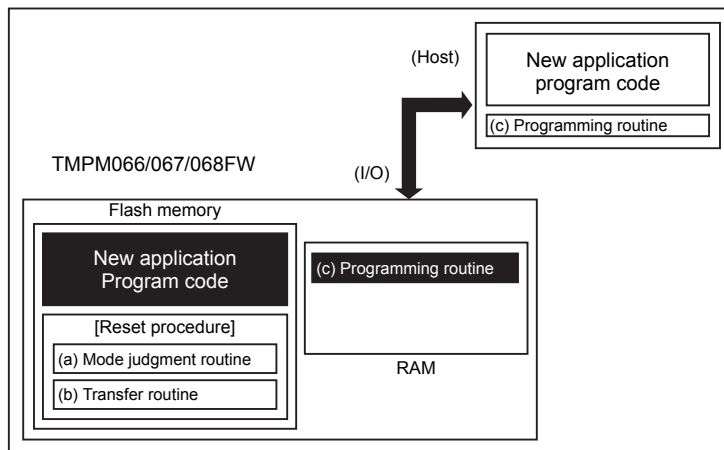 (Host)
New application
program code
(c) Programming routine
TMPM066/067/068FW
(I/O)
Flash memory
New application
Program code
[Reset procedure]
(a) Mode judgment routine
(b) Transfer routine
(c) Programming routine
RAM